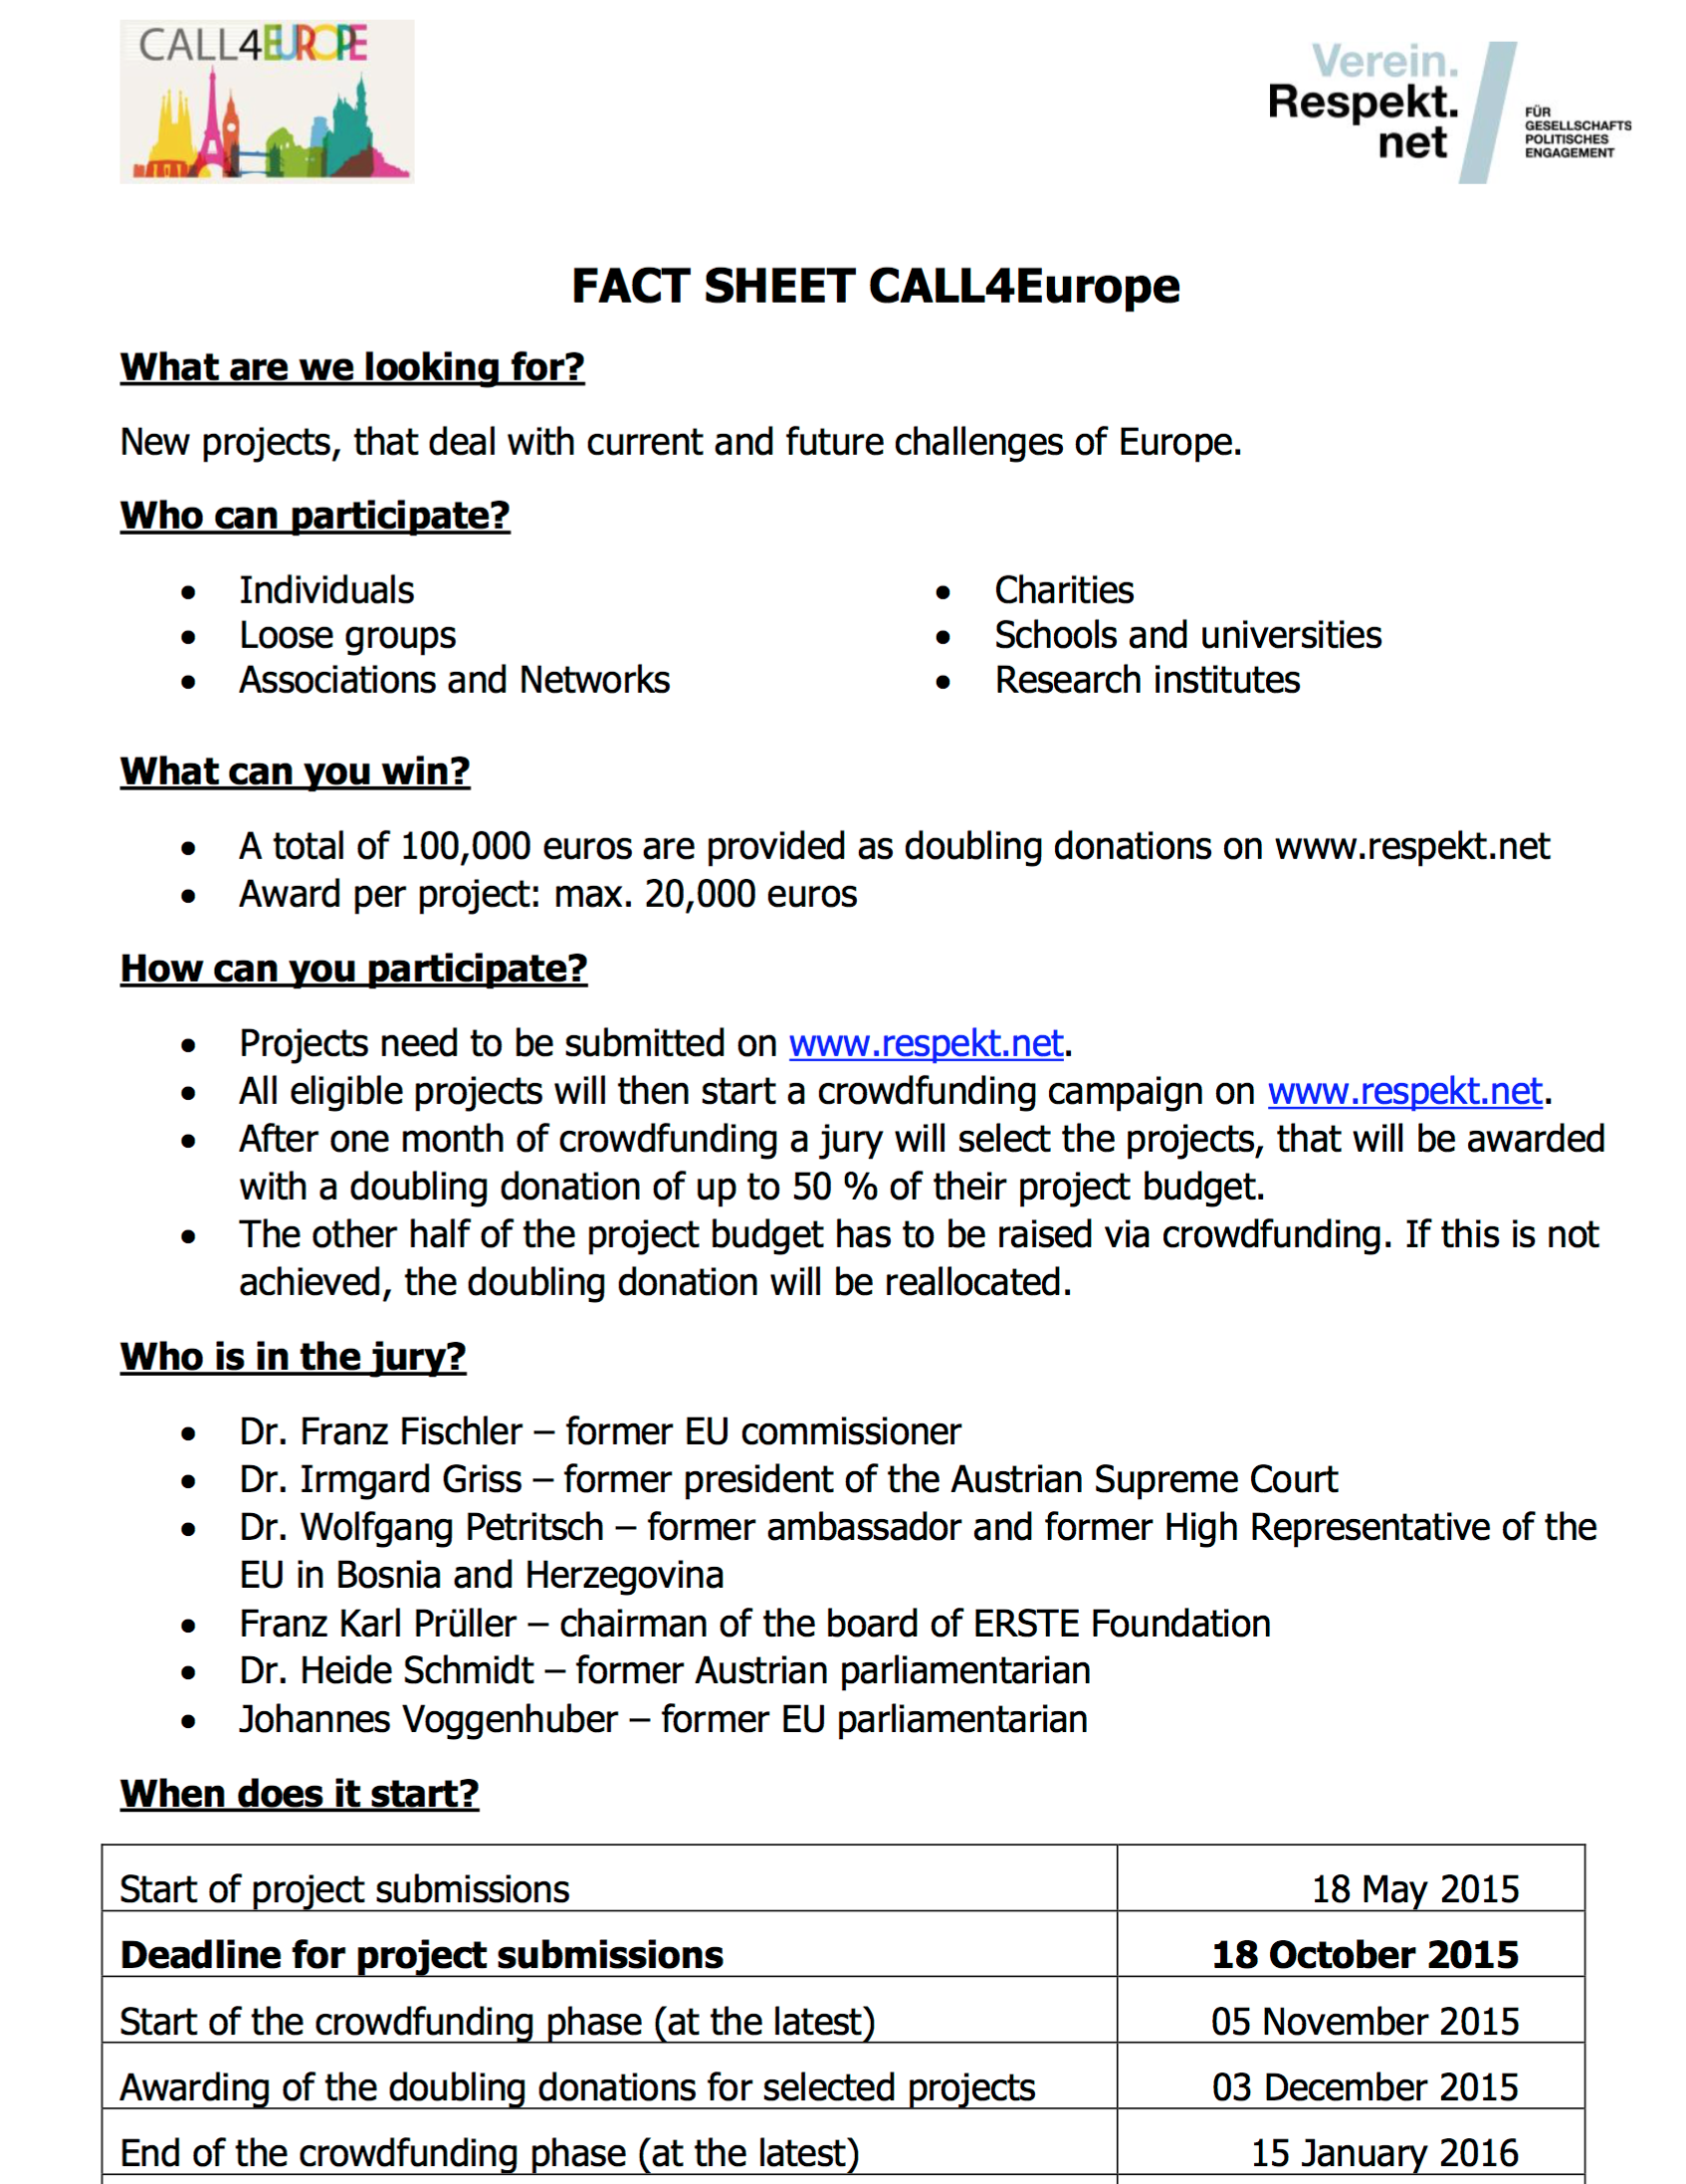 CALL4EUROPE
Verein.
Respekt.
net
FÜR
GESELLSCHAFTS
POLITISCHES
ENGAGEMENT
FACT SHEET CALL4Europe
What are we looking for?
New projects, that deal with current and future challenges of Europe.
Who can participate?
• Individuals
• Loose groups
• Associations and Networks
• Charities
• Schools and universities
• Research institutes
What can you win?
• A total of 100,000 euros are provided as doubling donations on www.respekt.net
• Award per project: max. 20,000 euros
How can you participate?
• Projects need to be submitted on www.respekt.net.
• All eligible projects will then start a crowdfunding campaign on www.respekt.net.
• After one month of crowdfunding a jury will select the projects, that will be awarded
with a doubling donation of up to 50 % of their project budget.
• The other half of the project budget has to be raised via crowdfunding. If this is not
achieved, the doubling donation will be reallocated.
Who is in the jury?
• Dr. Franz Fischler – former EU commissioner
• Dr. Irmgard Griss – former president of the Austrian Supreme Court
• Dr. Wolfgang Petritsch – former ambassador and former High Representative of the
EU in Bosnia and Herzegovina
• Franz Karl Prüller – chairman of the board of ERSTE Foundation
• Dr. Heide Schmidt – former Austrian parliamentarian
• Johannes Voggenhuber – former EU parliamentarian
When does it start?
Start of project submissions 18 May 2015
Deadline for project submissions 18 October 2015
Start of the crowdfunding phase (at the latest) 05 November 2015
Awarding of the doubling donations for selected projects 03 December 2015
End of the crowdfunding phase (at the latest) 15 January 2016